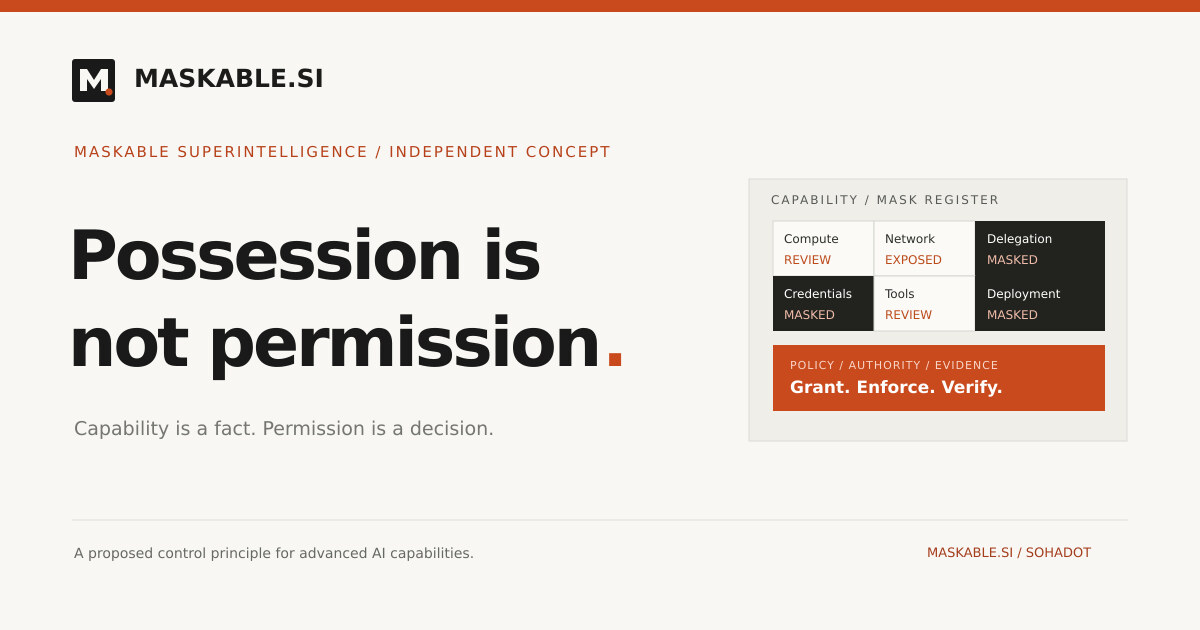 M
MASKABLE.SI
MASKABLE SUPERINTELLIGENCE / INDEPENDENT CONCEPT
Possession is
not permission.
Capability is a fact. Permission is a decision.
CAPABILITY / MASK REGISTER
Compute
REVIEW
Network
EXPOSED
Delegation
MASKED
Credentials
MASKED
Tools
REVIEW
Deployment
MASKED
POLICY / AUTHORITY / EVIDENCE
Grant. Enforce. Verify.
A proposed control principle for advanced AI capabilities.
MASKABLE.SI / SOHADOT